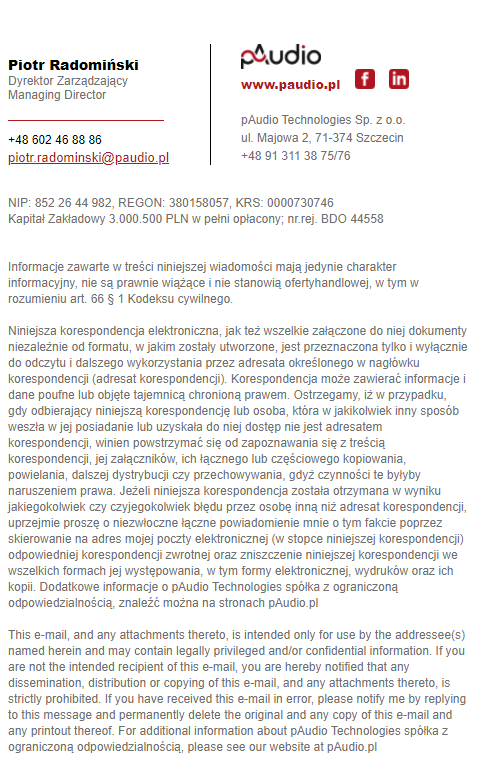 pAudio
Piotr Radomiński
Dyrektor Zarządzający
Managing Director
+48 602 46 88 86
piotr.radominski@paudio.pl
www.paudio.pl f in
pAudio Technologies Sp. z o.o.
ul. Majowa 2, 71-374 Szczecin
+48 91 311 38 75/76
NIP: 852 26 44 982, REGON: 380158057, KRS: 0000730746
Kapitał Zakładowy 3.000.500 PLN w pełni opłacony; nr.rej. BDO 44558
Informacje zawarte w treści niniejszej wiadomości mają jedynie charakter
informacyjny, nie są prawnie wiążące i nie stanowią ofertyhandlowej, w tym w
rozumieniu art. 66 § 1 Kodeksu cywilnego.
Niniejsza korespondencja elektroniczna, jak też wszelkie załączone do niej dokumenty
niezależnie od formatu, w jakim zostały utworzone, jest przeznaczona tylko i wyłącznie
do odczytu i dalszego wykorzystania przez adresata określonego w nagłówku
korespondencji (adresat korespondencji). Korespondencja może zawierać informacje i
dane poufne lub objęte tajemnicą chronioną prawem. Ostrzegamy, iż w przypadku,
gdy odbierający niniejszą korespondencję lub osoba, która w jakikolwiek inny sposób
weszła w jej posiadanie lub uzyskała do niej dostęp nie jest adresatem
korespondencji, winien powstrzymać się od zapoznawania się z treścią
korespondencji, jej załączników, ich łącznego lub częściowego kopiowania,
powielania, dalszej dystrybucji czy przechowywania, gdyż czynności te byłyby
naruszeniem prawa. Jeżeli niniejsza korespondencja została otrzymana w wyniku
jakiegokolwiek czy czyjegokolwiek błędu przez osobę inną niż adresat korespondencji,
uprzejmie proszę o niezwłoczne łączne powiadomienie mnie o tym fakcie poprzez
skierowanie na adres mojej poczty elektronicznej (w stopce niniejszej korespondencji)
odpowiedniej korespondencji zwrotnej oraz zniszczenie niniejszej korespondencji we
wszelkich formach jej występowania, w tym formy elektronicznej, wydruków oraz ich
kopii. Dodatkowe informacje o pAudio Technologies spółka z ograniczoną
odpowiedzialnością, znaleźć można na stronach pAudio.pl
This e-mail, and any attachments thereto, is intended only for use by the addressee(s)
named herein and may contain legally privileged and/or confidential information. If you
are not the intended recipient of this e-mail, you are hereby notified that any
dissemination, distribution or copying of this e-mail, and any attachments thereto, is
strictly prohibited. If you have received this e-mail in error, please notify me by replying
to this message and permanently delete the original and any copy of this e-mail and
any printout thereof. For additional information about pAudio Technologies spółka z
ograniczoną odpowiedzialnością, please see our website at pAudio.pl